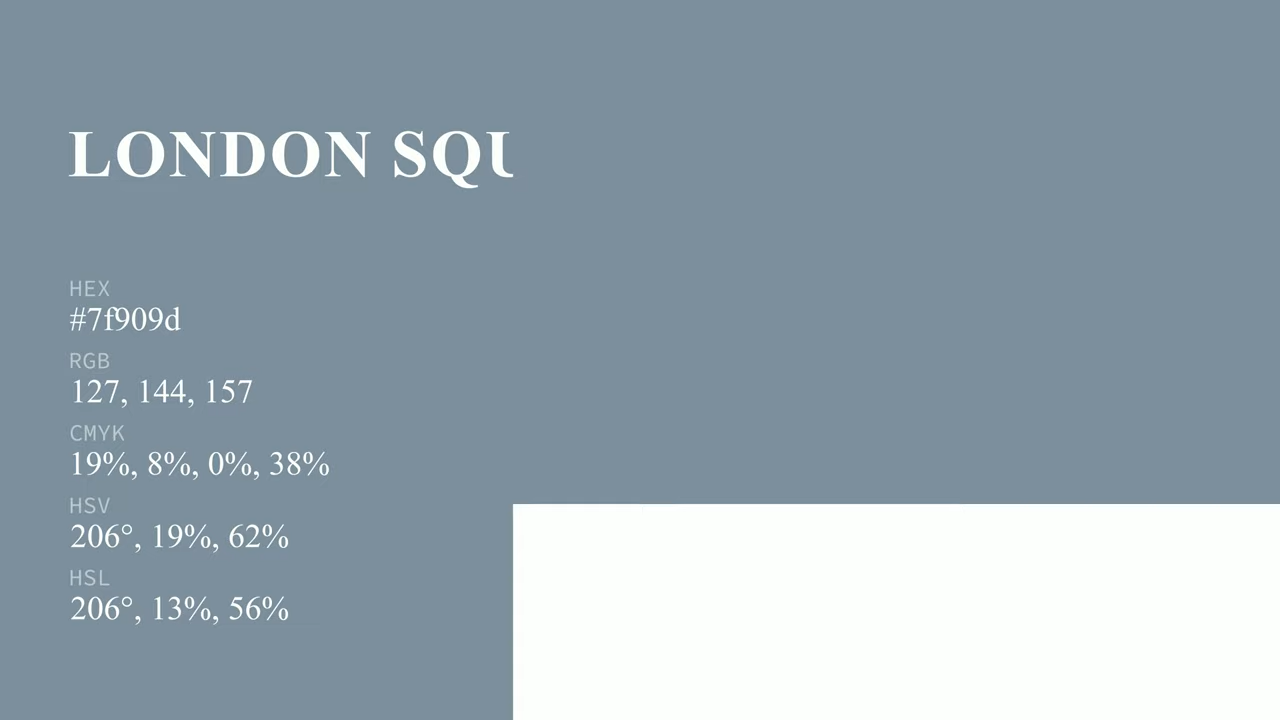 LONDON SQU
HEX
#7f909d
RGB
127, 144, 157
CMYK
19%, 8%, 0%, 38%
HSV
206°, 19%, 62%
HSL
206°, 13%, 56%